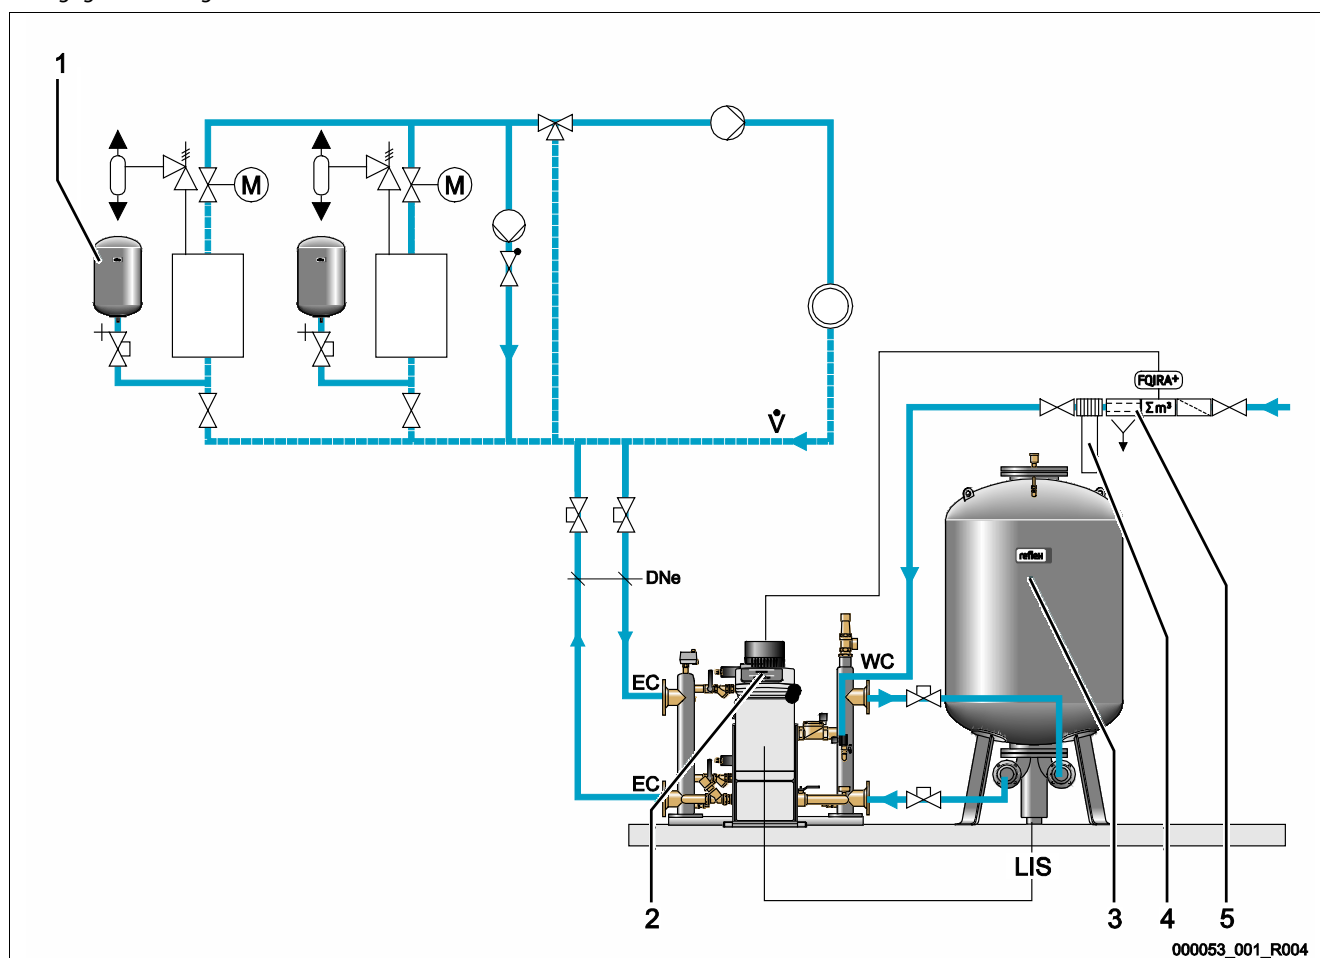 1
M
M
V̇
FQIRA+
Σm³
reflex
DNe
EC
WC
EC
LIS
2
3
4
5
000053_001_R004